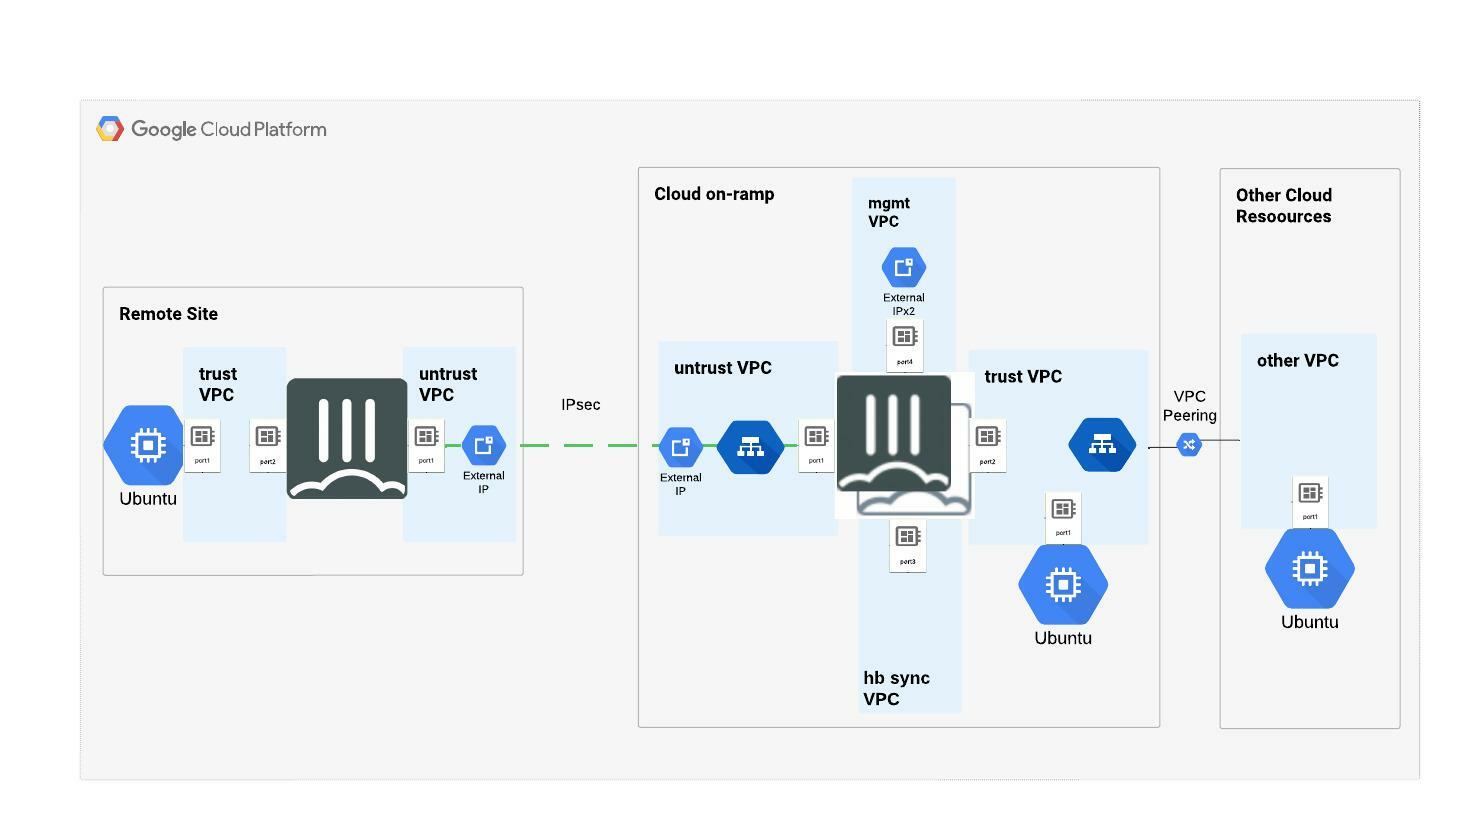 Google Cloud Platform
Cloud on-ramp
mgmt
VPC
External
IPx2
port4
Other Cloud
Resoources
Remote Site
trust
VPC
untrust
VPC
port1
port2
port1
Ubuntu
External
IP
IPsec
untrust VPC
External
IP
port1
trust VPC
port2
port3
port1
Ubuntu
hb sync
VPC
VPC
Peering
other VPC
port1
Ubuntu